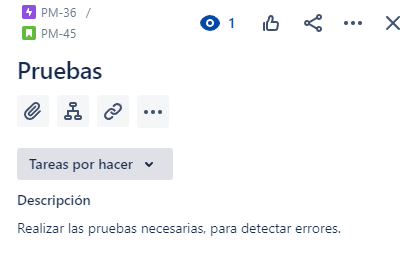 PM-36 /
PM-45
1
Pruebas
Tareas por hacer
Descripción
Realizar las pruebas necesarias, para detectar errores.